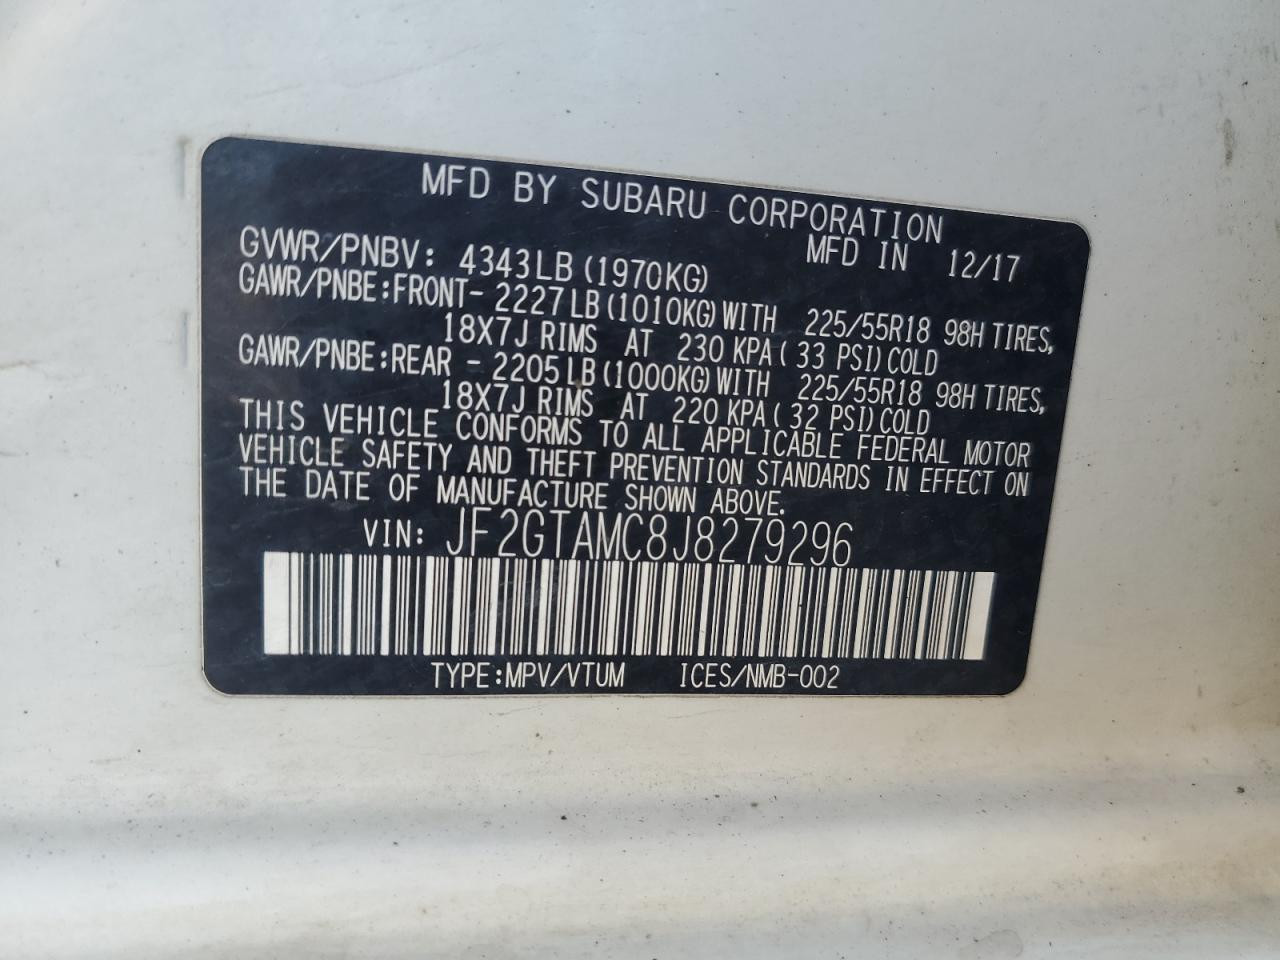 MFD BY SUBARU CORPORATION
GVWR/PNBV: 4343LB(1970KG) MFD IN 12/17
GAWR/PNBE:FRONT- 2227LB(1010KG)WITH 225/55R18 98H TIRES,
18X7J RIMS AT 230 KPA(33 PSI)COLD
GAWR/PNBE:REAR - 2205LB(1000KG)WITH 225/55R18 98H TIRES,
18X7J RIMS AT 220 KPA(32 PSI)COLD
THIS VEHICLE CONFORMS TO ALL APPLICABLE FEDERAL MOTOR
VEHICLE SAFETY AND THEFT PREVENTION STANDARDS IN EFFECT ON
THE DATE OF MANUFACTURE SHOWN ABOVE.
VIN: JF2GTAMC8J8279296
TYPE:MPV/VTUM ICES/NMB-002